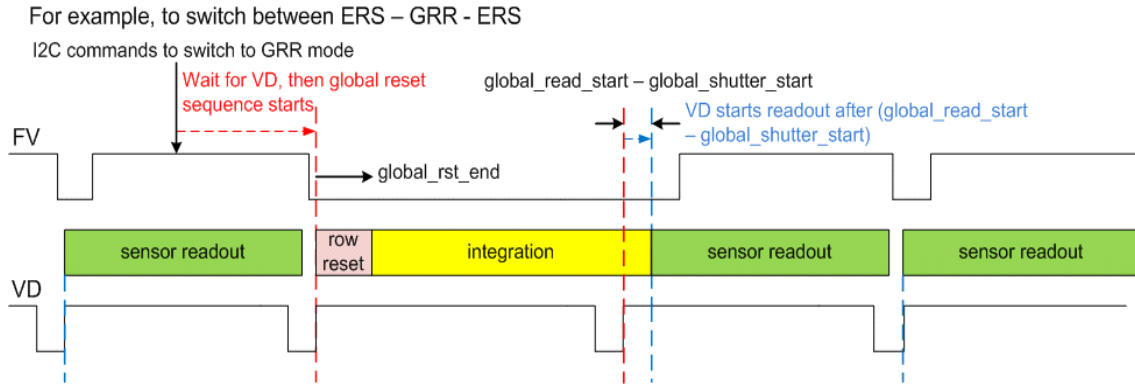 For example, to switch between ERS – GRR - ERS
I2C commands to switch to GRR mode
Wait for VD, then global reset
sequence starts
global_read_start – global_shutter_start
VD starts readout after (global_read_start
– global_shutter_start)
FV
global_rst_end
sensor readout
row
reset
integration
sensor readout
sensor readout
VD